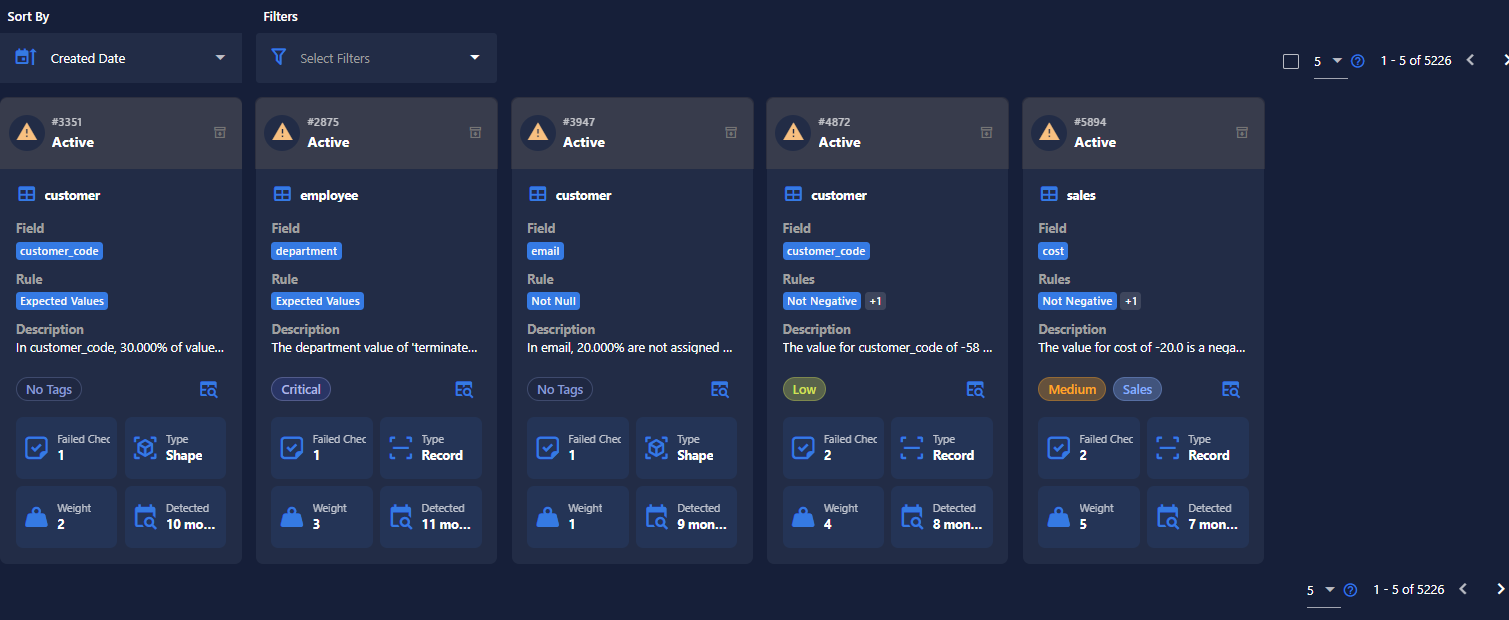 Sort By
Filters
Created Date
Select Filters
5
1 - 5 of 5226
#3351
Active
customer
Field
customer_code
Rule
Expected Values
Description
In customer_code, 30.000% of value...
No Tags
Failed Chec
1
Type
Shape
Weight
2
Detected
10 mo...
#2875
Active
employee
Field
department
Rule
Expected Values
Description
The department value of 'terminate...
Critical
Failed Chec
1
Type
Record
Weight
3
Detected
11 mo...
#3947
Active
customer
Field
email
Rule
Not Null
Description
In email, 20.000% are not assigned ...
No Tags
Failed Chec
1
Type
Shape
Weight
1
Detected
9 mon...
#4872
Active
customer
Field
customer_code
Rules
Not Negative +1
Description
The value for customer_code of -58 ...
Low
Failed Chec
2
Type
Record
Weight
4
Detected
8 mon...
#5894
Active
sales
Field
cost
Rules
Not Negative +1
Description
The value for cost of -20.0 is a nega...
Medium Sales
Failed Chec
2
Type
Record
Weight
5
Detected
7 mon...
5
1 - 5 of 5226